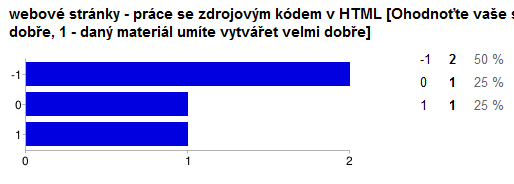 webové stránky - práce se zdrojovým kódem v HTML [Ohodnoťte vaše
dobře, 1 - daný materiál umíte vytvářet velmi dobře]
-1 2 50 %
0 1 25 %
1 1 25 %
-1
0
1
0 1 2